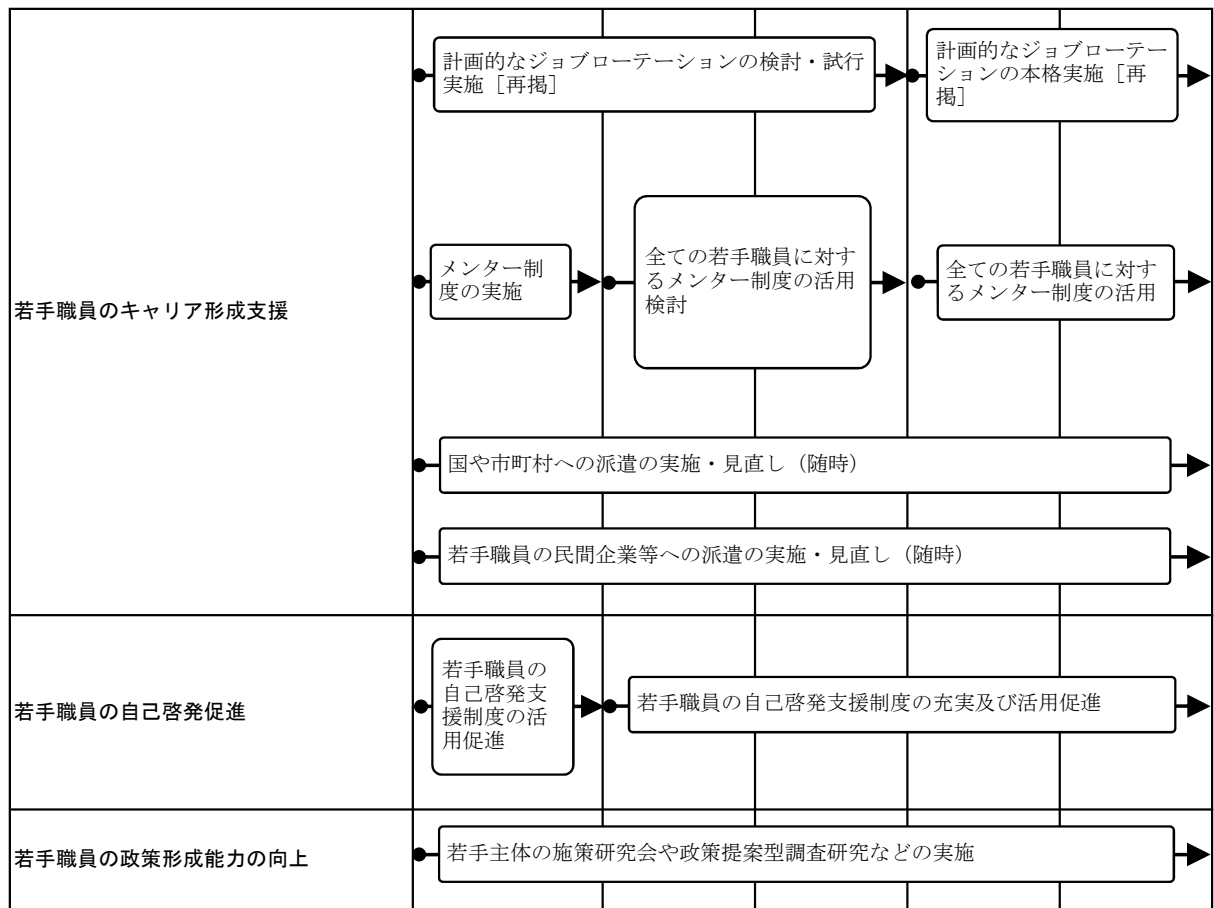 計画的なジョブローテーションの検討・試行
実施［再掲］
計画的なジョブローテー
ションの本格実施［再
掲］
若手職員のキャリア形成支援
メンター制
度の実施
全ての若手職員に対す
るメンター制度の活用
検討
全ての若手職員に対す
るメンター制度の活用
国や市町村への派遣の実施・見直し（随時）
若手職員の民間企業等への派遣の実施・見直し（随時）
若手職員の自己啓発促進
若手職員の
自己啓発支
援制度の活
用促進
若手職員の自己啓発支援制度の充実及び活用促進
若手職員の政策形成能力の向上
若手主体の施策研究会や政策提案型調査研究などの実施